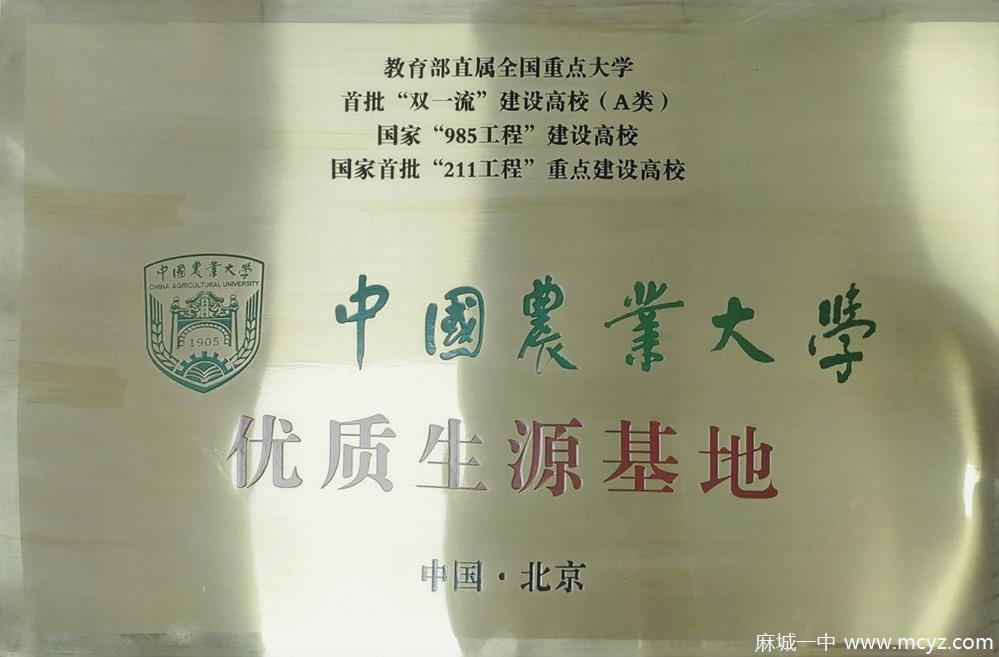 教育部直属全国重点大学
首批“双一流”建设高校(A类)
国家“985工程”建设高校
国家首批“211工程”重点建设高校
中国农業大学
CHINA AGRICULTURAL UNIVERSITY
1905
中國農業大學
优质生源基地
中国·北京
麻城一中 www.mcyz.com